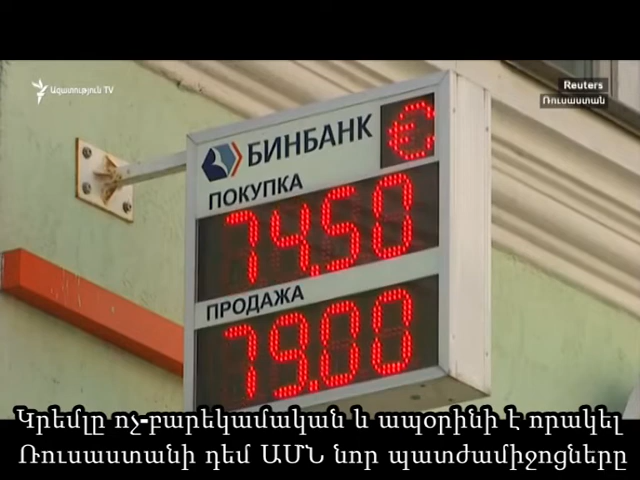 Ազատություն TV
Reuters
Ռուսաստան
БИНБАНК €
ПОКУПКА
74.50
ПРОДАЖА
79.00
Կրեմլը ոչ-բարեկամական և ապօրինի է որակել
Ռուսաստանի դեմ ԱՄՆ նոր պատժամիջոցները